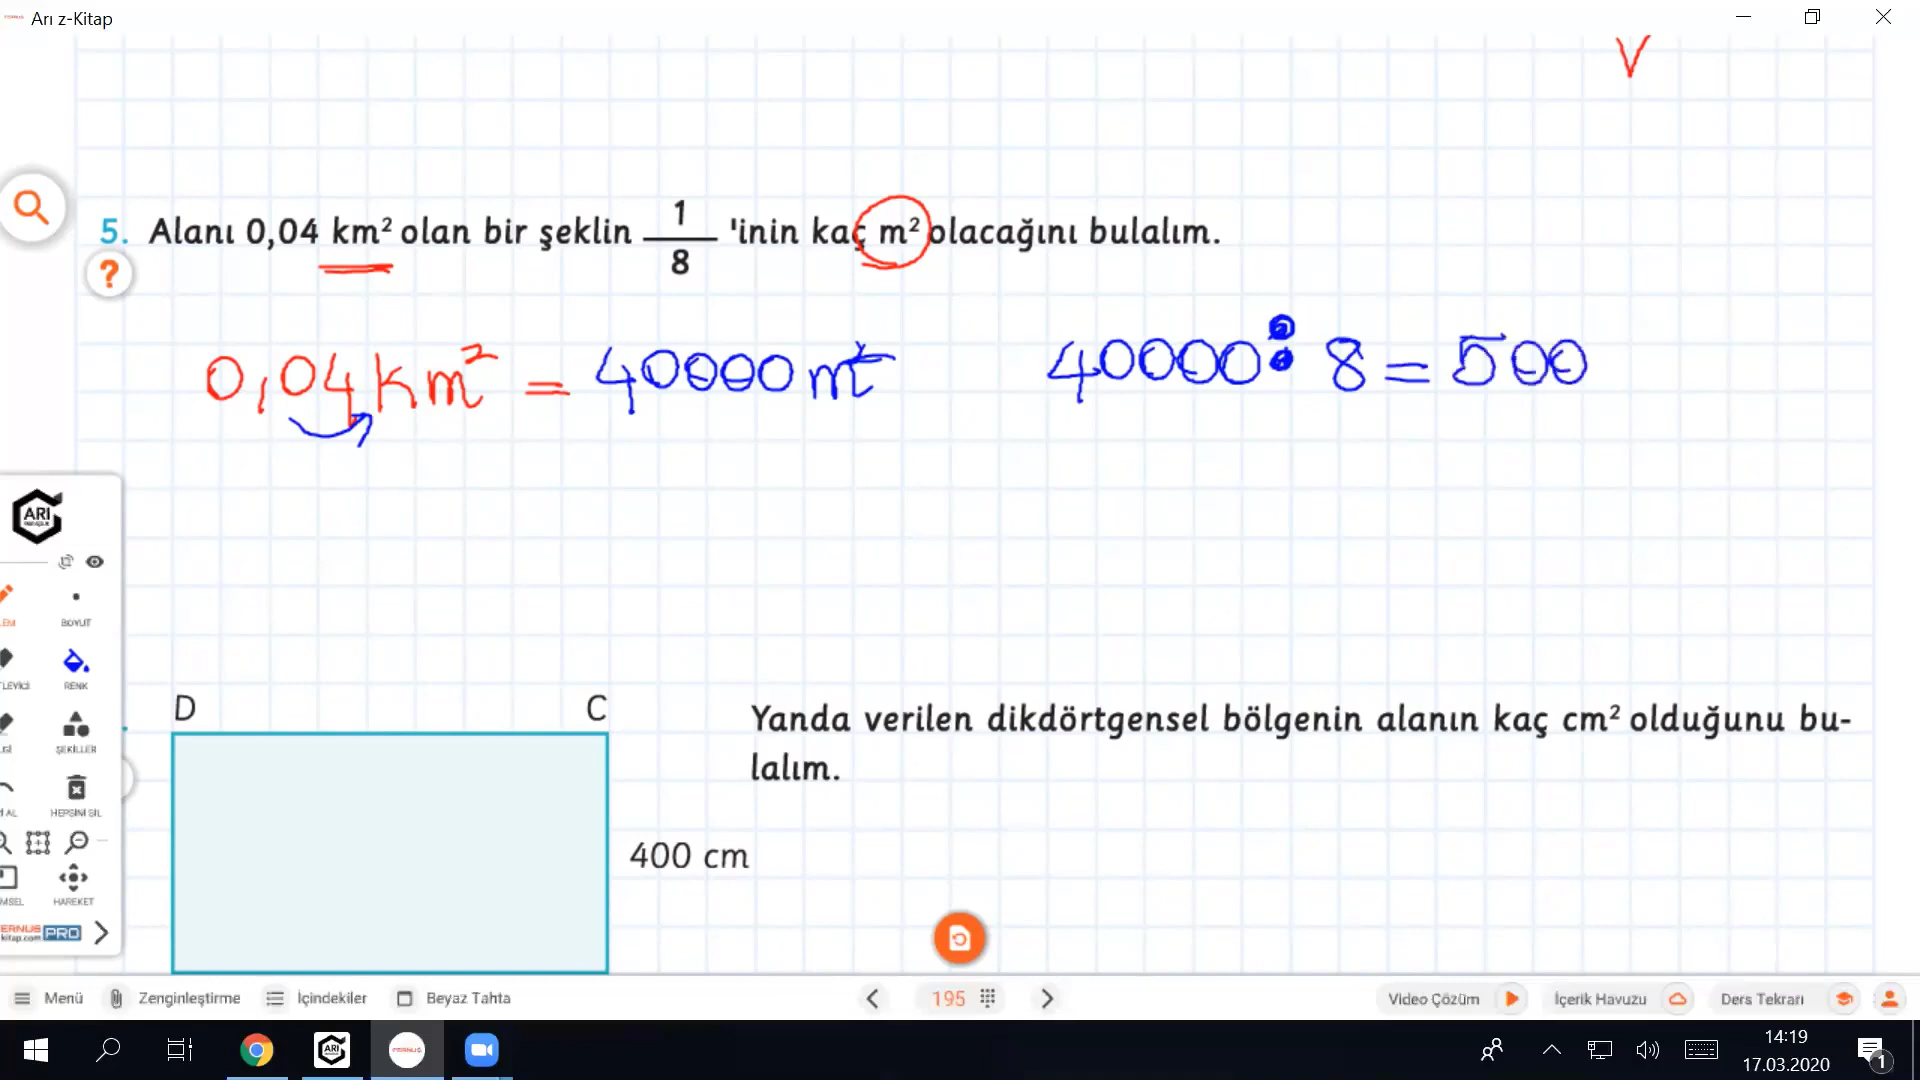 Arı z-Kitap
5. Alanı 0,04 km² olan bir şeklin 1/8 'inin kaç m² olacağını bulalım.
?
0,04 km² = 40000 m²
40000 : 8 = 500
ARI
BOYUT
RENK
ŞEKİLLER
HEPSİNİ SİL
HAREKET
PRO
D C
Yanda verilen dikdörtgensel bölgenin alanın kaç cm² olduğunu bu-
lalım.
400 cm
Menü Zenginleştirme İçindekiler Beyaz Tahta 195 Video Çözüm İçerik Havuzu Ders Tekrarı
14:19
17.03.2020
1